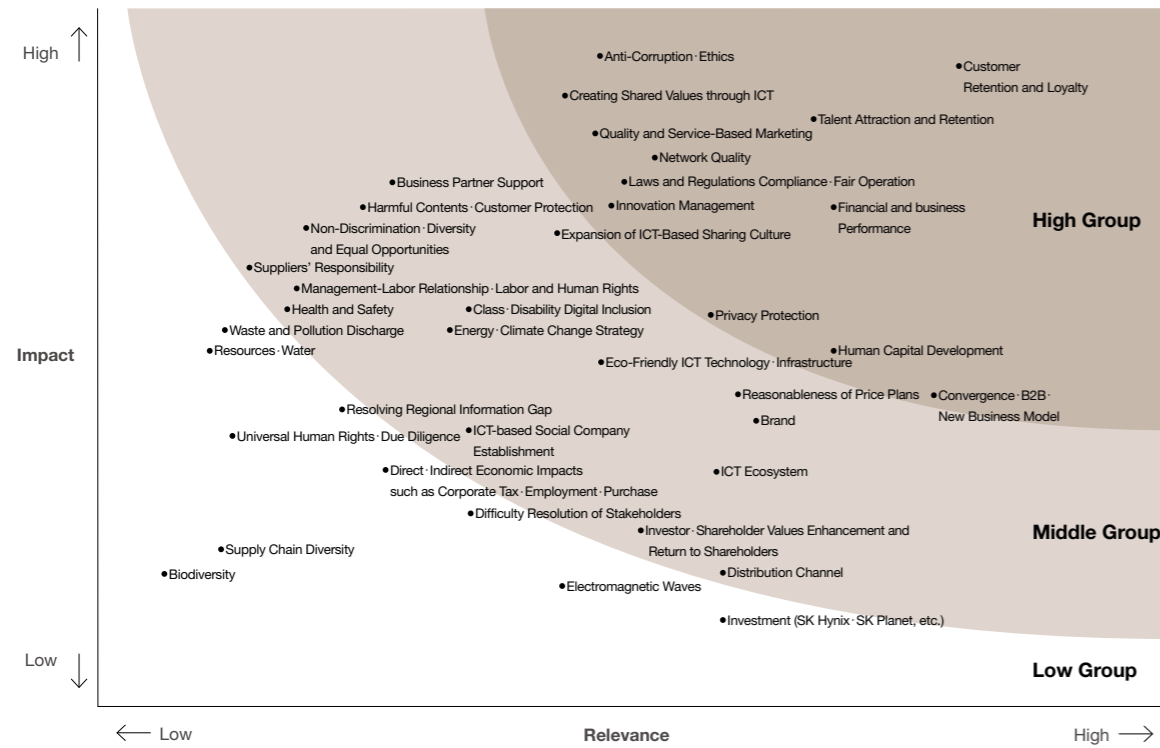 High
●Anti-Corruption·Ethics
●Customer
Retention and Loyalty
●Creating Shared Values through ICT
●Talent Attraction and Retention
●Quality and Service-Based Marketing
●Network Quality
●Business Partner Support
●Laws and Regulations Compliance·Fair Operation
●Harmful Contents·Customer Protection
●Innovation Management
●Financial and business
Performance
High Group
●Non-Discrimination·Diversity
and Equal Opportunities
●Expansion of ICT-Based Sharing Culture
●Suppliers’ Responsibility
●Management-Labor Relationship·Labor and Human Rights
●Health and Safety
●Class·Disability Digital Inclusion
●Privacy Protection
●Waste and Pollution Discharge
●Energy·Climate Change Strategy
●Resources·Water
●Human Capital Development
Impact
●Eco-Friendly ICT Technology·Infrastructure
●Reasonableness of Price Plans
●Convergence·B2B·
New Business Model
●Resolving Regional Information Gap
●Brand
●Universal Human Rights·Due Diligence
●ICT-based Social Company
Establishment
●Direct·Indirect Economic Impacts
such as Corporate Tax·Employment·Purchase
●ICT Ecosystem
●Difficulty Resolution of Stakeholders
●Investor·Shareholder Values Enhancement and
Return to Shareholders
Middle Group
●Supply Chain Diversity
●Biodiversity
●Distribution Channel
●Electromagnetic Waves
●Investment (SK Hynix·SK Planet, etc.)
Low
Low Group
Low
Relevance
High